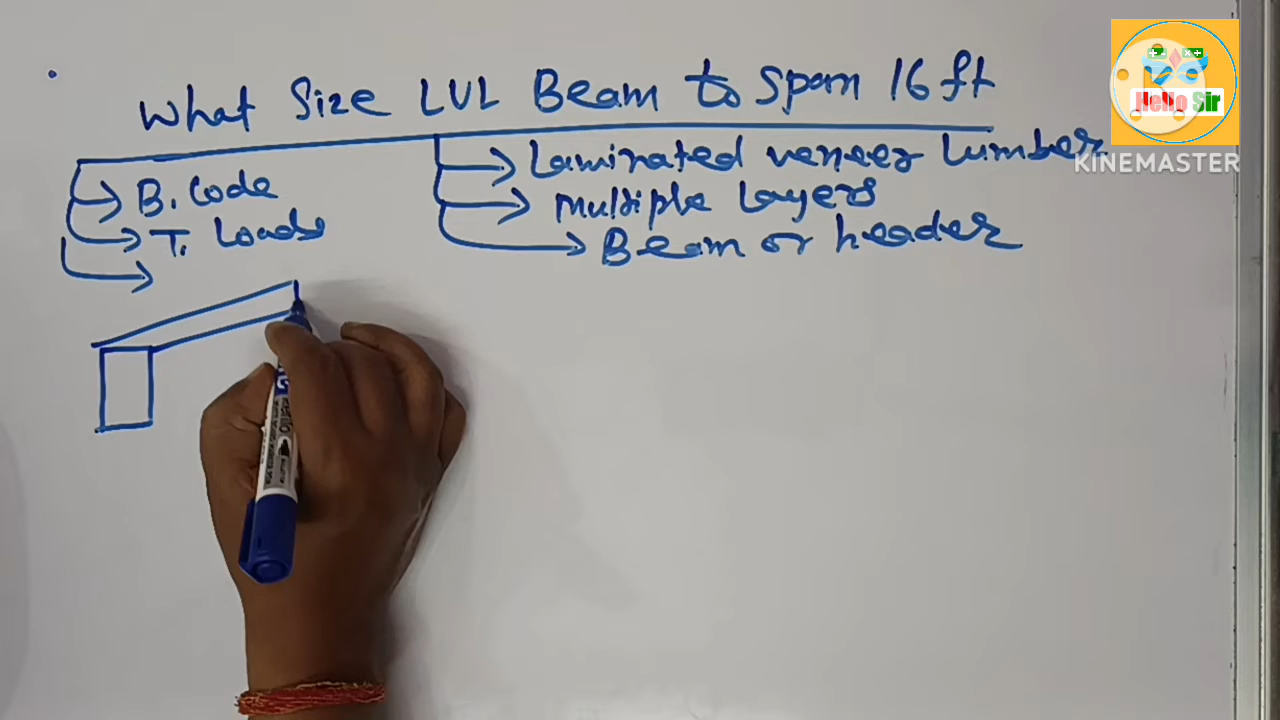 What Size LVL Beam to Span 16 ft
Laminated veneer lumber
B. Code
Multiple Layers
T. Loads
Beam or header
Hello Sir
KINEMASTER